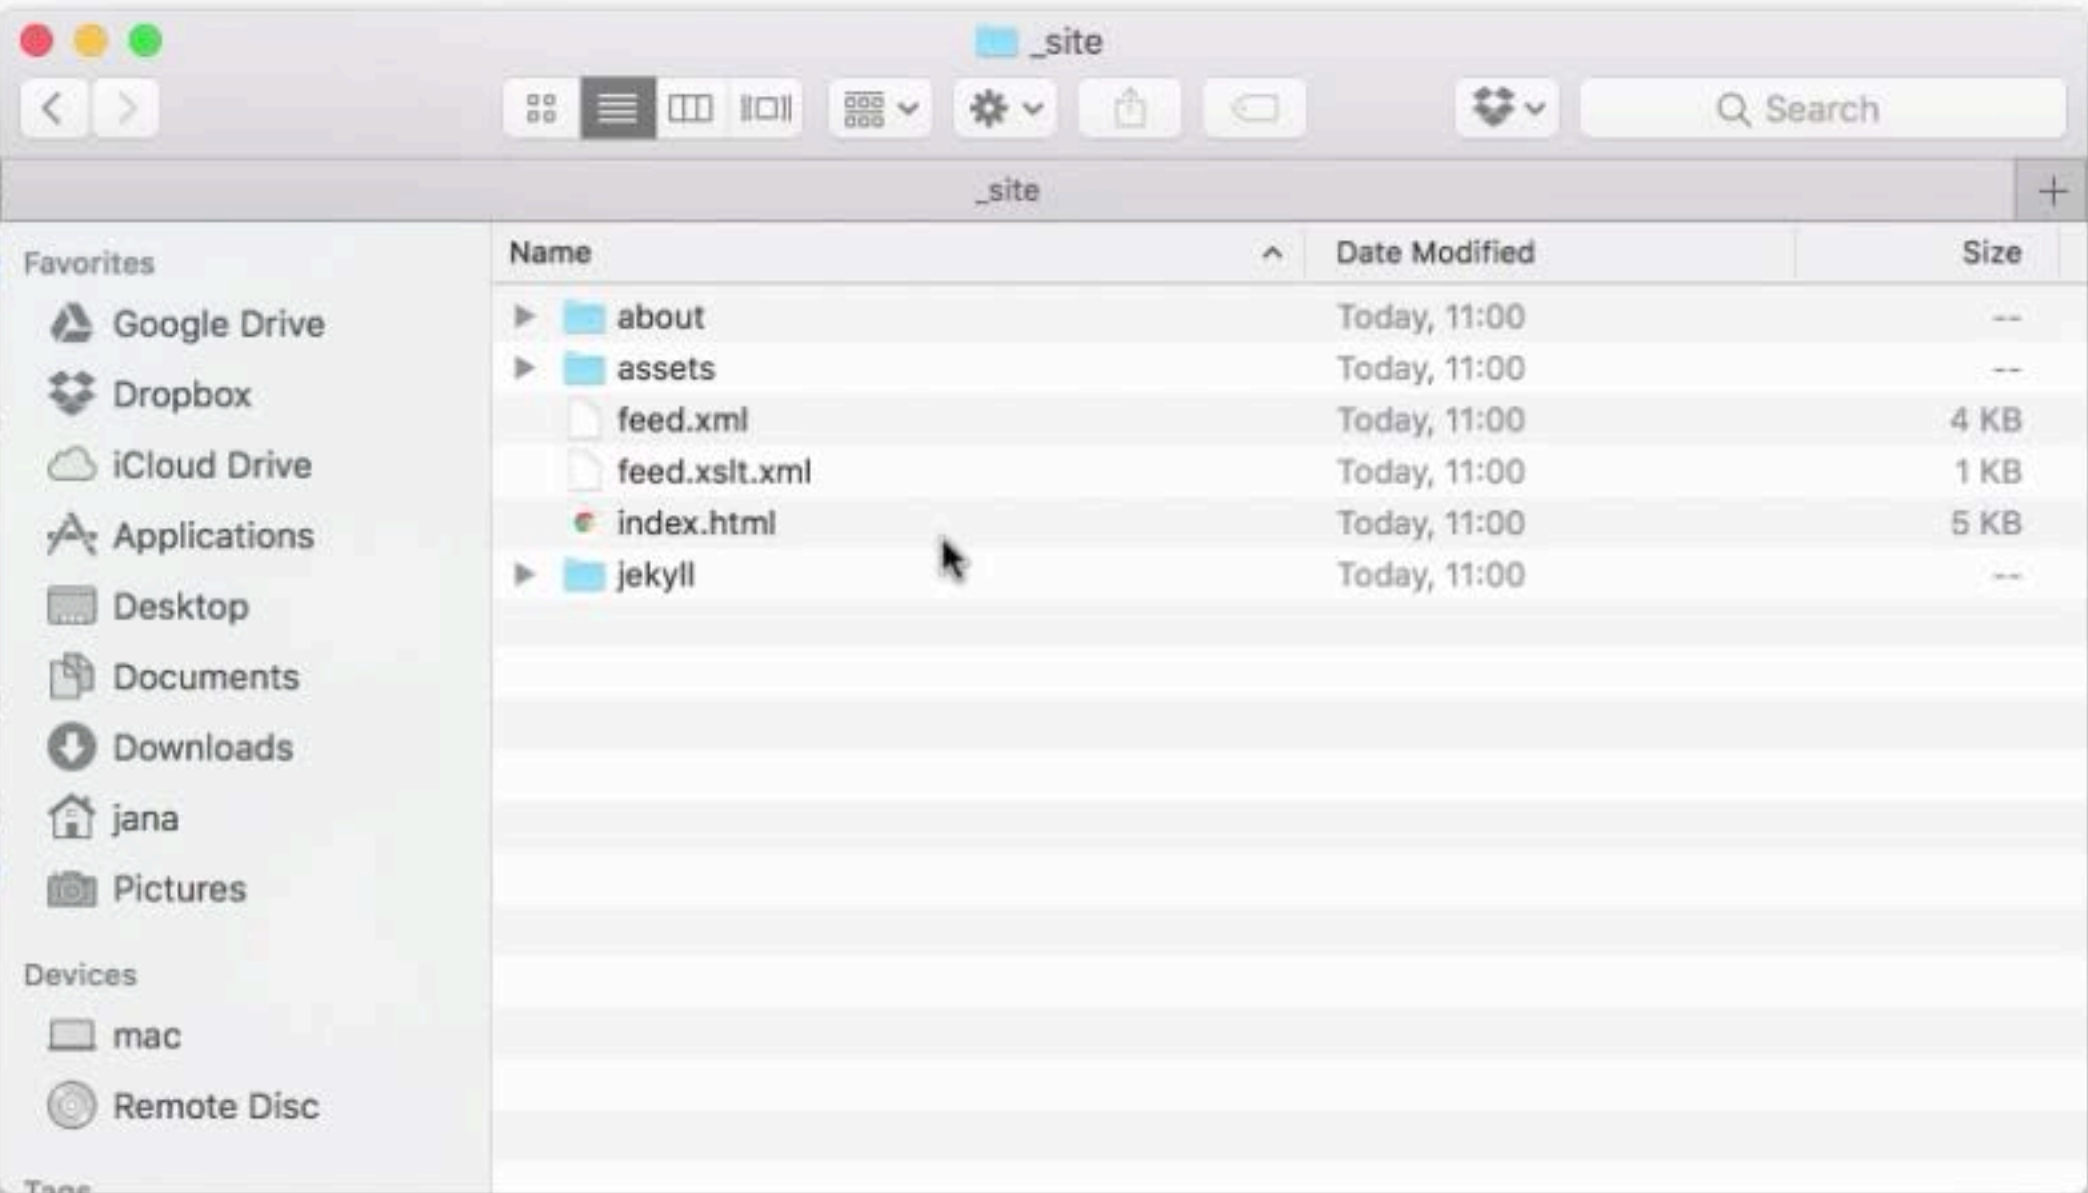 _site
Search
_site
Favorites
Google Drive
Dropbox
iCloud Drive
Applications
Desktop
Documents
Downloads
jana
Pictures
Devices
mac
Remote Disc
Tags
Name Date Modified Size
about Today, 11:00 --
assets Today, 11:00 --
feed.xml Today, 11:00 4 KB
feed.xslt.xml Today, 11:00 1 KB
index.html Today, 11:00 5 KB
jekyll Today, 11:00 --